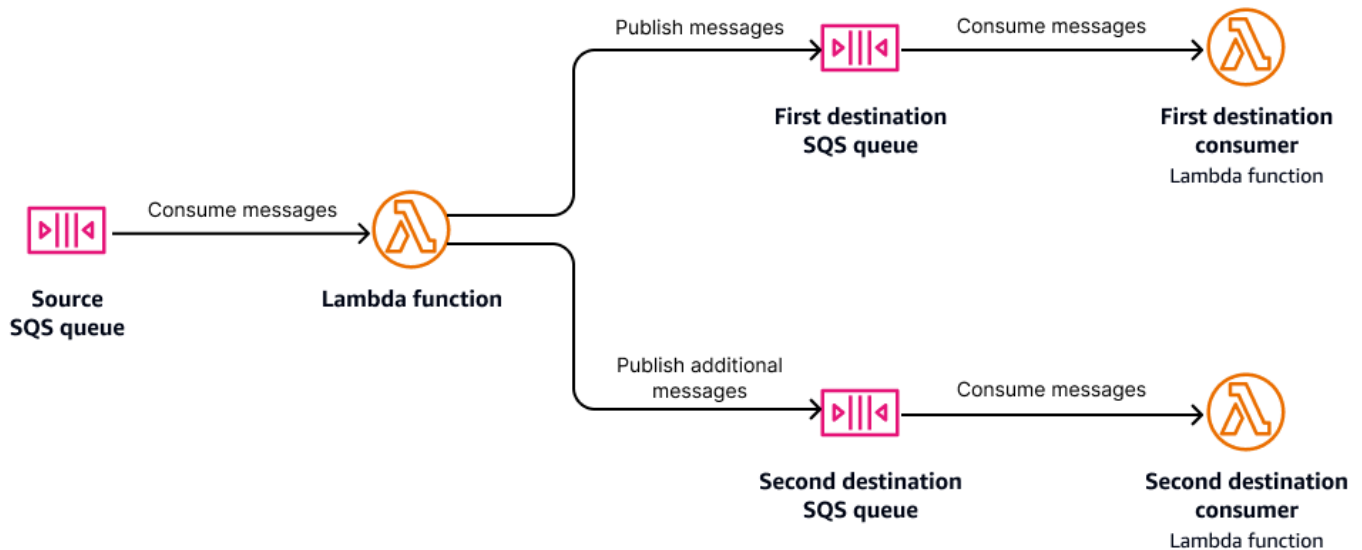 Publish messages
Consume messages
First destination
SQS queue
First destination
consumer
Lambda function
Consume messages
Source
SQS queue
Lambda function
Publish additional
messages
Consume messages
Second destination
SQS queue
Second destination
consumer
Lambda function